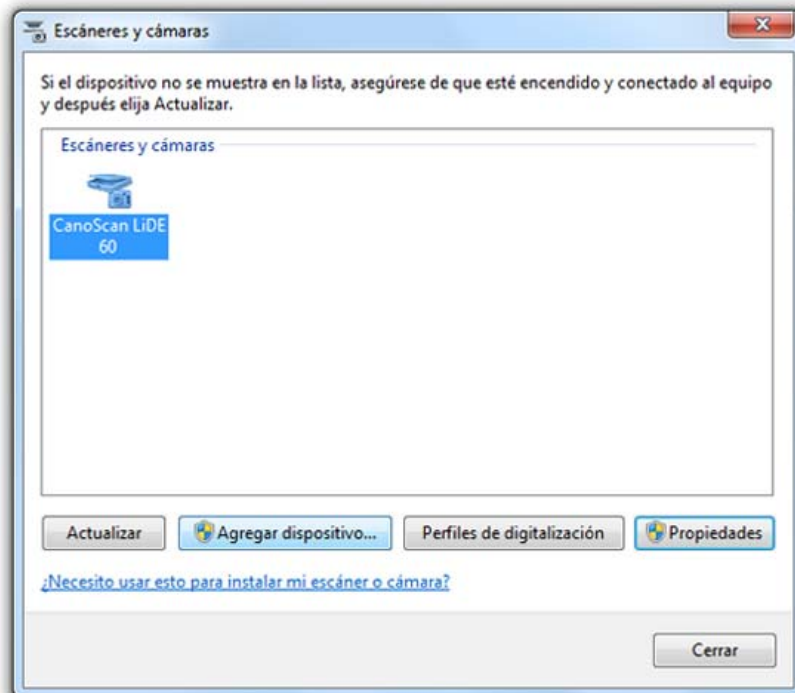 Escáneres y cámaras
Si el dispositivo no se muestra en la lista, asegúrese de que esté encendido y conectado al equipo
y después elija Actualizar.
Escáneres y cámaras
CanoScan LiDE
60
Actualizar
Agregar dispositivo...
Perfiles de digitalización
Propiedades
¿Necesito usar esto para instalar mi escáner o cámara?
Cerrar